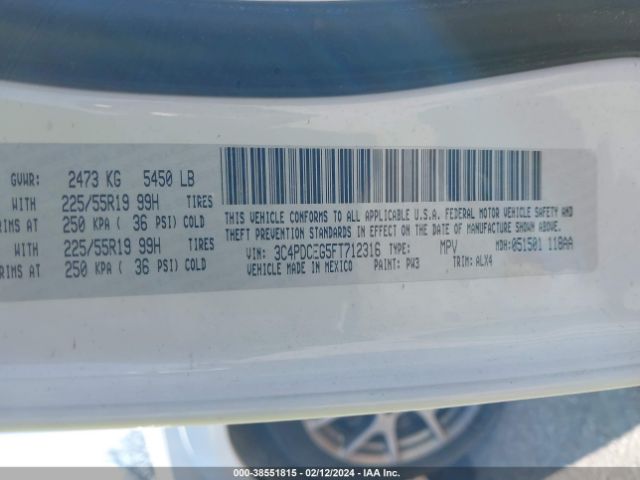 GVWR: 2473 KG 5450 LB
WITH 225/55R19 99H TIRES
RIMS AT 250 KPA ( 36 PSI) COLD
WITH 225/55R19 99H TIRES
RIMS AT 250 KPA ( 36 PSI) COLD
THIS VEHICLE CONFORMS TO ALL APPLICABLE U.S.A. FEDERAL MOTOR VEHICLE SAFETY AND
THEFT PREVENTION STANDARDS IN EFFECT ON THE DATE OF MANUFACTURE SHOWN ABOVE.
VIN: 3C4PDCEG5FT712316 TYPE: MPV MDH: 051501 118AA
VEHICLE MADE IN MEXICO PAINT: PW3 TRIM: ALX4
000-38551815 - 02/12/2024 - IAA Inc.